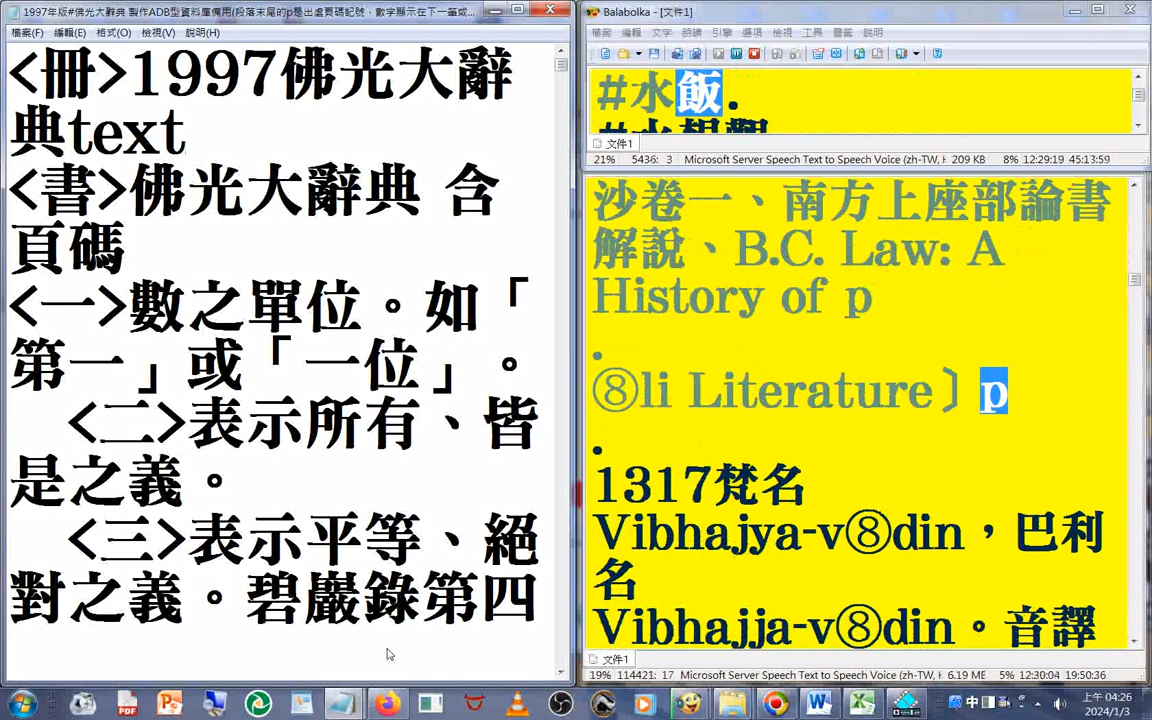 1997年版#佛光大辭典 製作ADB型資料庫備用(段落末尾的p是出處頁碼記號，數字顯示在下一筆或...
檔案(F) 編輯(E) 格式(O) 檢視(V) 說明(H)
<冊>1997佛光大辭
典text
<書>佛光大辭典 含
頁碼
<一>數之單位。如「
第一」或「一位」。
<二>表示所有、皆
是之義。
<三>表示平等、絕
對之義。碧巖錄第四
Balabolka - [文件1]
檔案 編輯 文字 朗讀 引擎 選項 檢視 工具 書籤 說明
#水飯.
#水想觀
文件1
21% 5436: 3 Microsoft Server Speech Text to Speech Voice (zh-TW, H 209 KB 8% 12:29:19 45:13:59
沙卷一、南方上座部論書
解說、B.C. Law: A
History of p
.
⑧li Literature〕p
.
1317梵名
Vibhajya-v⑧din，巴利
名
Vibhajja-v⑧din。音譯
文件1
19% 114421: 17 Microsoft Server Speech Text to Speech Voice (zh-TW, H 6.19 MB 5% 12:30:04 19:50:36
中
上午 04:26
2024/1/3